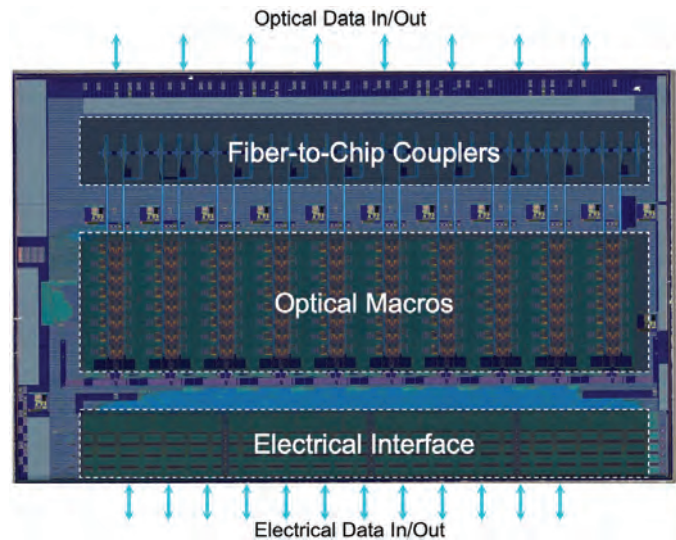 Optical Data In/Out
Fiber-to-Chip Couplers
Optical Macros
Electrical Interface
Electrical Data In/Out